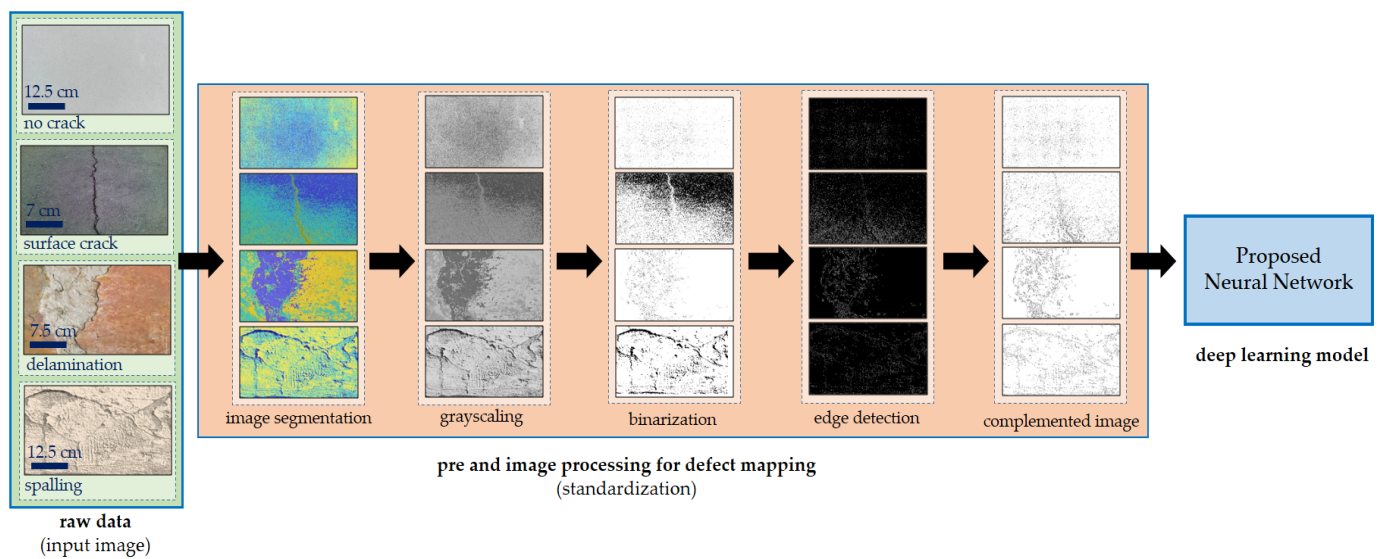 12.5 cm
no crack
7 cm
surface crack
7.5 cm
delamination
12.5 cm
spalling
raw data
(input image)
image segmentation
grayscaling
binarization
edge detection
complemented image
pre and image processing for defect mapping
(standardization)
Proposed
Neural Network
deep learning model